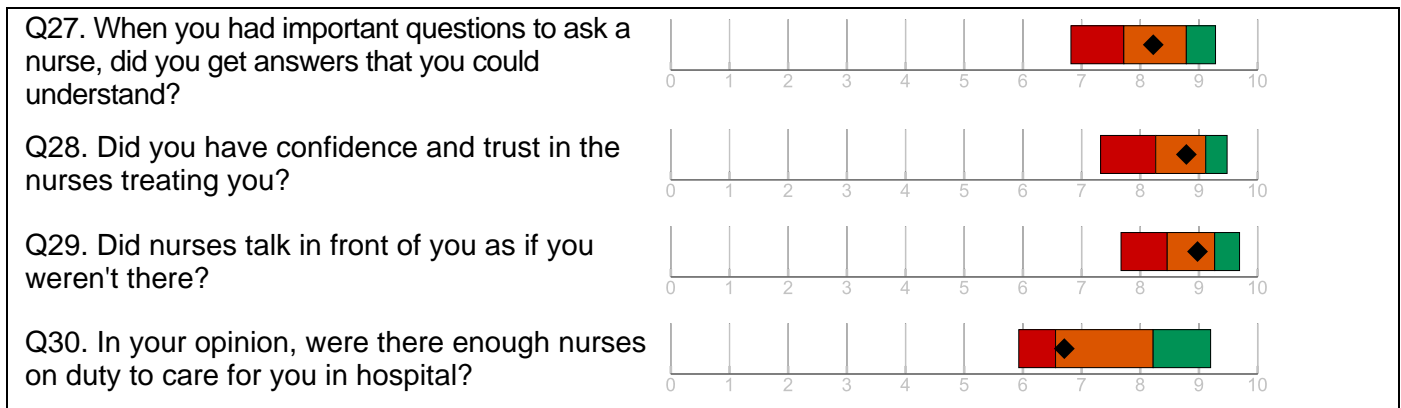 Q27. When you had important questions to ask a
nurse, did you get answers that you could
understand?
0 1 2 3 4 5 6 7 8 9 10
Q28. Did you have confidence and trust in the
nurses treating you?
0 1 2 3 4 5 6 7 8 9 10
Q29. Did nurses talk in front of you as if you
weren't there?
0 1 2 3 4 5 6 7 8 9 10
Q30. In your opinion, were there enough nurses
on duty to care for you in hospital?
0 1 2 3 4 5 6 7 8 9 10